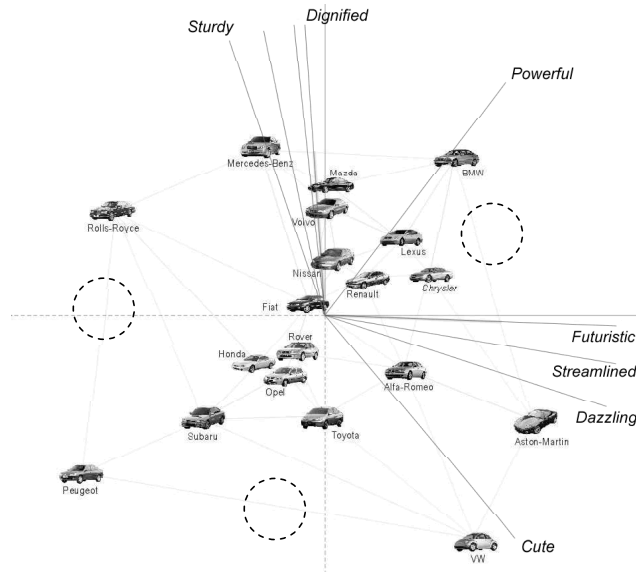 Dignified
Sturdy
Powerful
Mercedes-Benz
Mazda
BMW
Volvo
Rolls-Royce
Lexus
Nissan
Renault
Chrysler
Fiat
Futuristic
Rover
Honda
Streamlined
Alfa-Romeo
Opel
Dazzling
Subaru
Toyota
Aston-Martin
Peugeot
Cute
VW